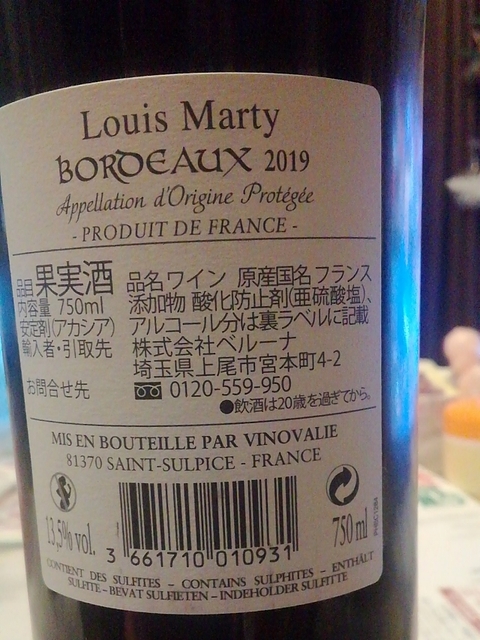 Louis Marty
BORDEAUX 2019
Appellation d'Origine Protégée
- PRODUIT DE FRANCE -
品目 果実酒 品名 ワイン 原産国名 フランス
内容量 750ml 添加物 酸化防止剤(亜硫酸塩)、
安定剤(アカシア) アルコール分は裏ラベルに記載
輸入者・引取先 株式会社ベルーナ
埼玉県上尾市宮本町4-2
お問合せ先 0120-559-950
●飲酒は20歳を過ぎてから。
MIS EN BOUTEILLE PAR VINOVALIE
81370 SAINT-SULPICE - FRANCE
13,5% vol. 750 ml
3 661710 010931
CONTIENT DES SULFITES - CONTAINS SULPHITES - ENTHÄLT
SULFITE - BEVAT SULFIETEN - INDEHOLDER SULFITTE